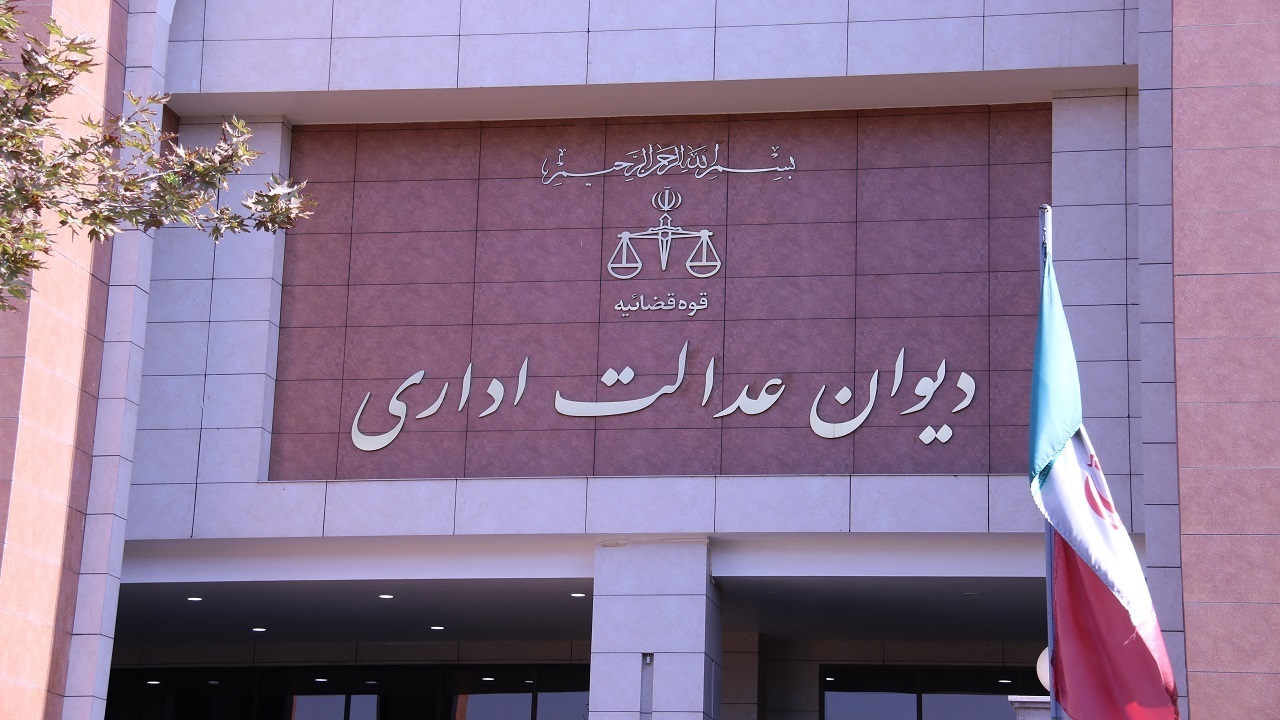 بسم الله الرحمن الرحیم
قوه قضائیه
دیوان عدالت اداری